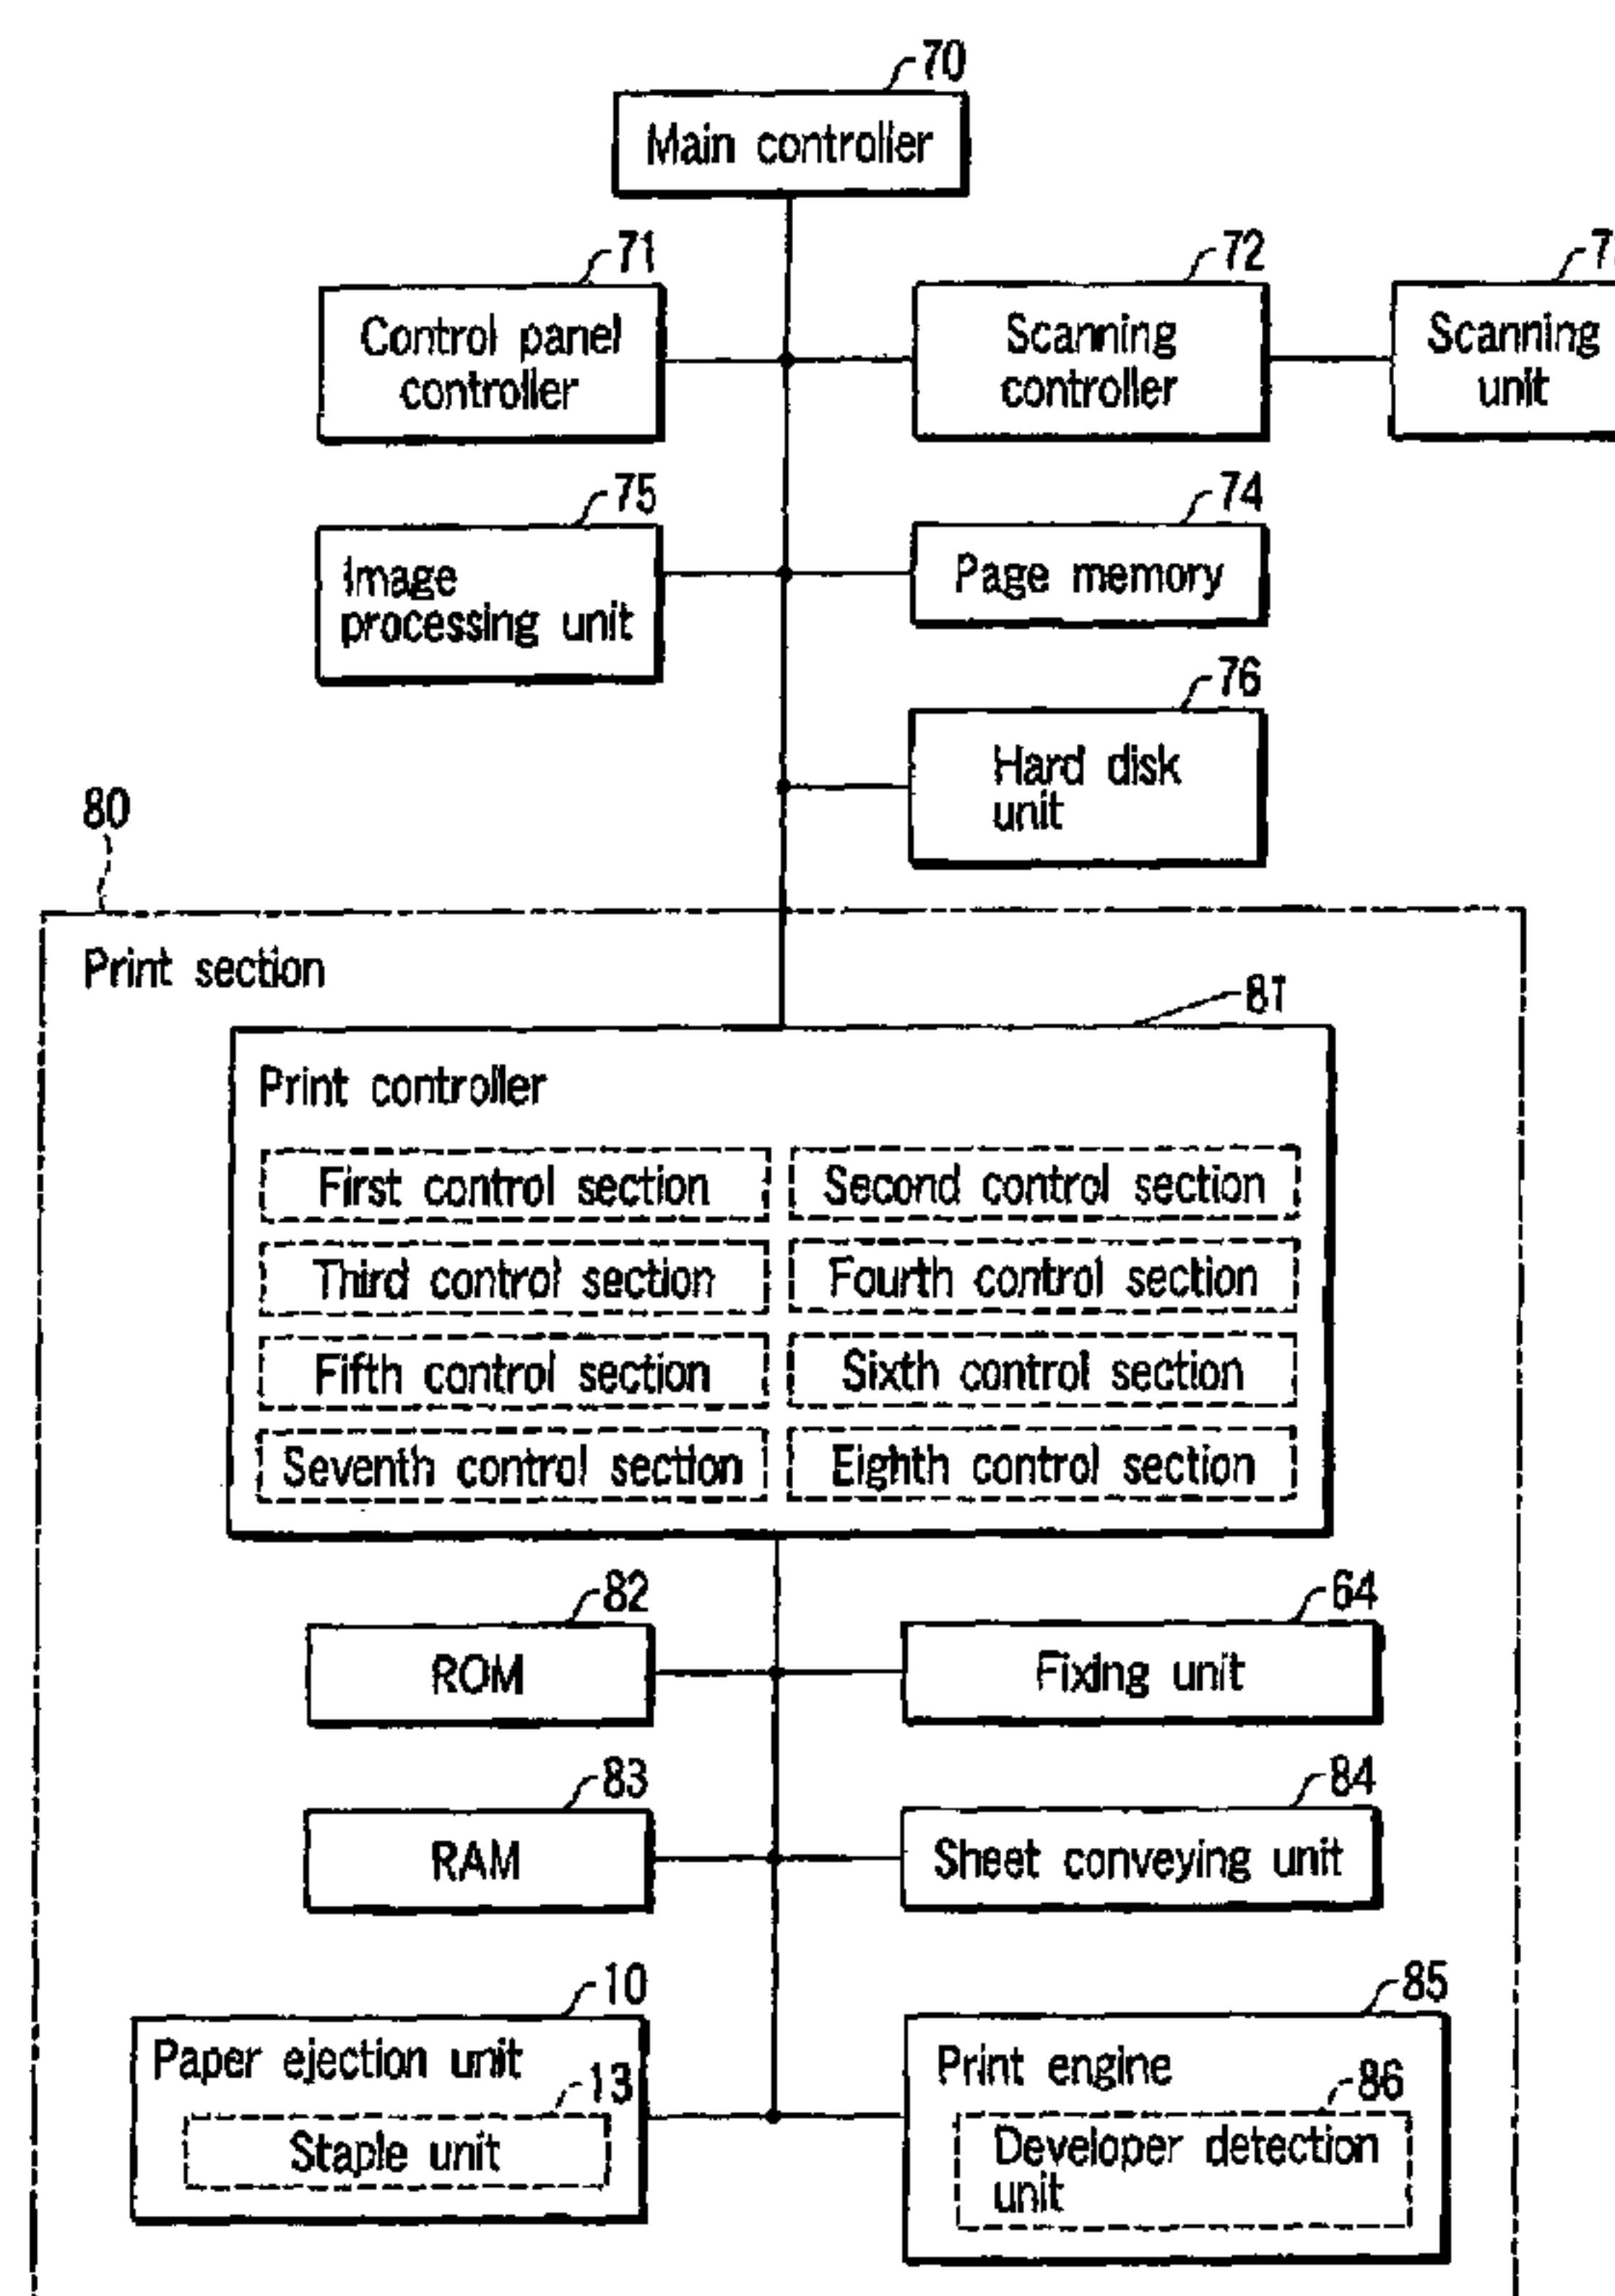 70
Main controller
71
72
Control panel
controller
Scanning
controller
Scanning
unit
75
74
Image
processing unit
Page memory
76
Hard disk
unit
80
Print section
81
Print controller
First control section
Second control section
Third control section
Fourth control section
Fifth control section
Sixth control section
Seventh control section
Eighth control section
82
64
ROM
Fixing unit
83
84
RAM
Sheet conveying unit
10
85
Paper ejection unit
13
Staple unit
Print engine
86
Developer detection
unit